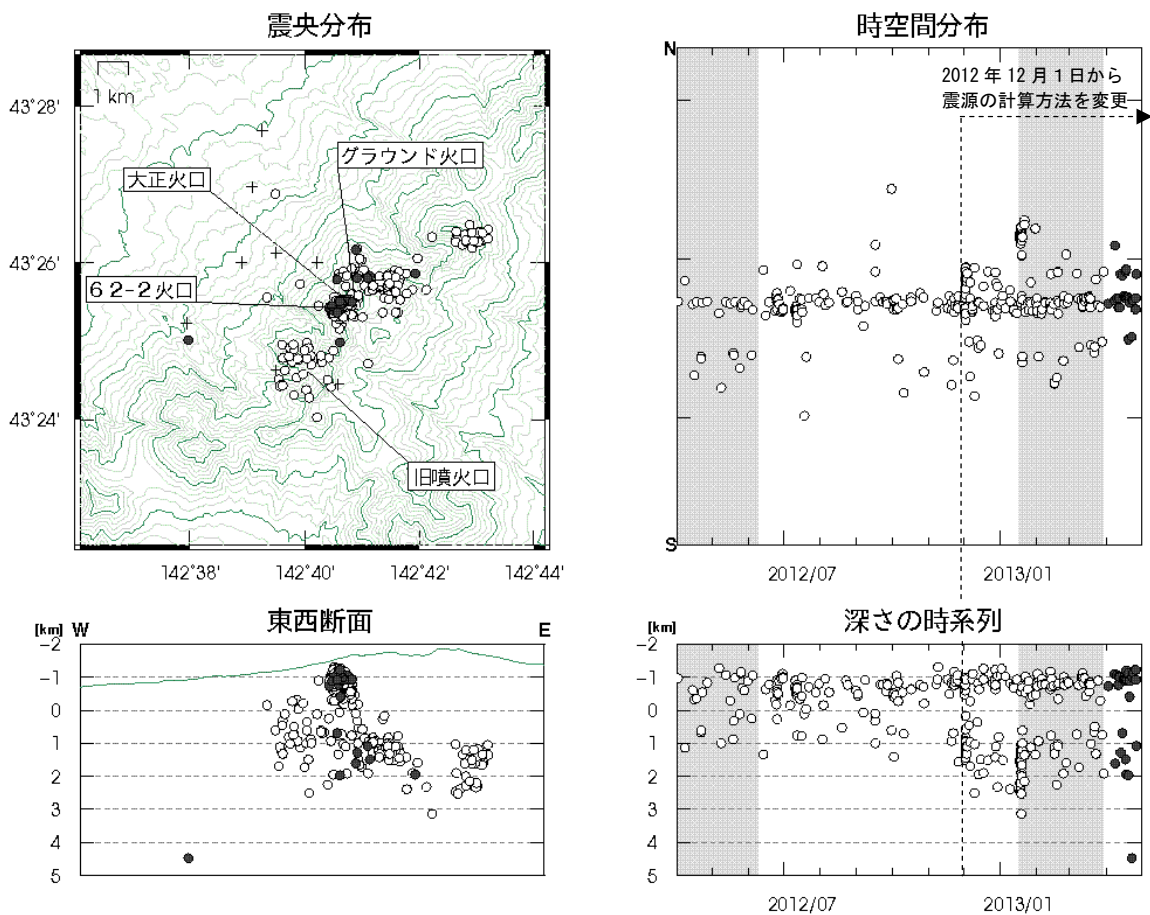 震央分布
1 km
43°28'
43°26'
43°24'
グラウンド火口
大正火口
62-2火口
旧噴火口
142°38'
142°40'
142°42'
142°44'
時空間分布
N
2012年12月1日から
震源の計算方法を変更
S
2012/07
2013/01
東西断面
[km] W
E
-2
-1
0
1
2
3
4
5
深さの時系列
[km]
-2
-1
0
1
2
3
4
5
2012/07
2013/01